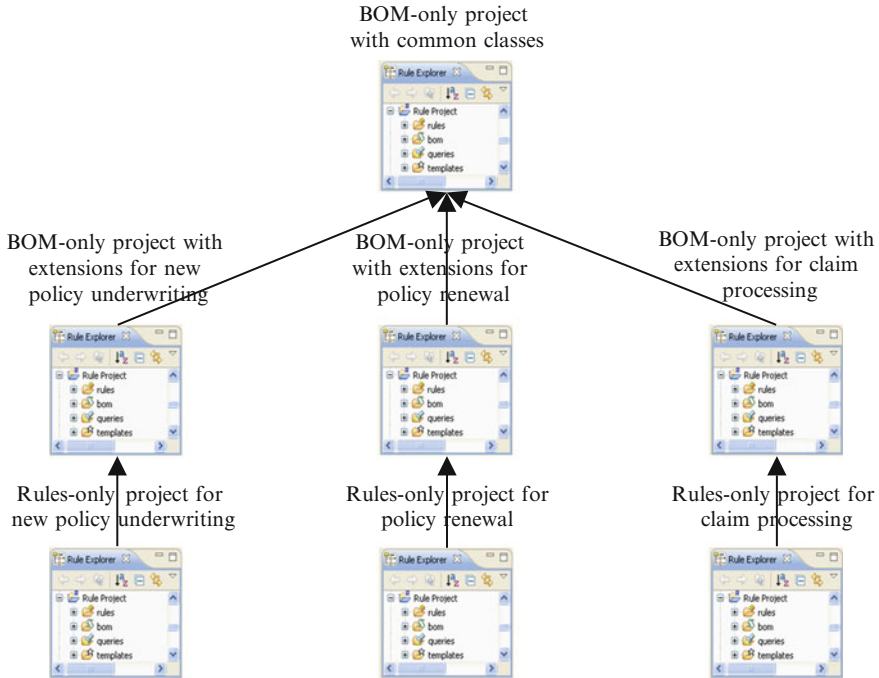 BOM-only project
with common classes
Rule Explorer
Rule Project
rules
bom
queries
templates
BOM-only project with
extensions for new
policy underwriting
BOM-only project
with extensions for
policy renewal
BOM-only project with
extensions for claim
processing
Rule Explorer
Rule Project
rules
bom
queries
templates
Rule Explorer
Rule Project
rules
bom
queries
templates
Rule Explorer
Rule Project
rules
bom
queries
templates
Rules-only project for
new policy underwriting
Rules-only project for
policy renewal
Rules-only project for
claim processing
Rule Explorer
Rule Project
rules
bom
queries
templates
Rule Explorer
Rule Project
rules
bom
queries
templates
Rule Explorer
Rule Project
rules
bom
queries
templates